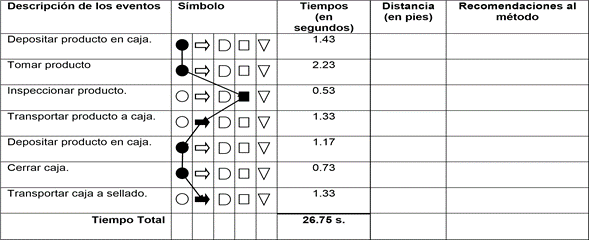 Descripción de los eventos Símbolo Tiempos (en segundos) Distancia (en pies) Recomendaciones al método
Depositar producto en caja. 1.43
Tomar producto 2.23
Inspeccionar producto. 0.53
Transportar producto a caja. 1.33
Depositar producto en caja. 1.17
Cerrar caja. 0.73
Transportar caja a sellado. 1.33
Tiempo Total 26.75 s.